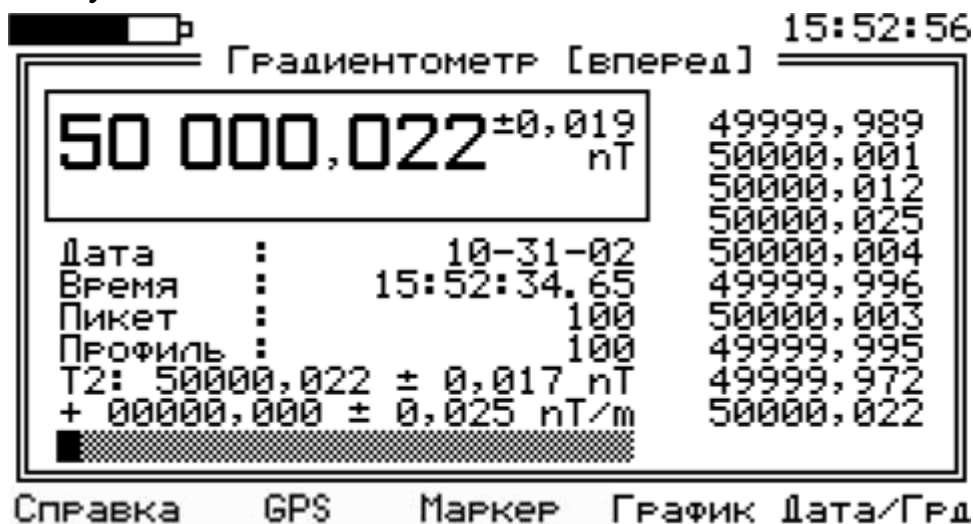 15:52:56
Градиентометр [вперед]
50 000,022 ±0,019 nT
49999,989
50000,001
50000,012
50000,025
50000,004
49999,996
50000,003
49999,995
49999,972
50000,022
Дата : 10-31-02
Время : 15:52:34.65
Пикет : 100
Профиль : 100
T2: 50000,022 ± 0,017 nT
+ 00000,000 ± 0,025 nT/m
Справка GPS Маркер График Дата/Грд